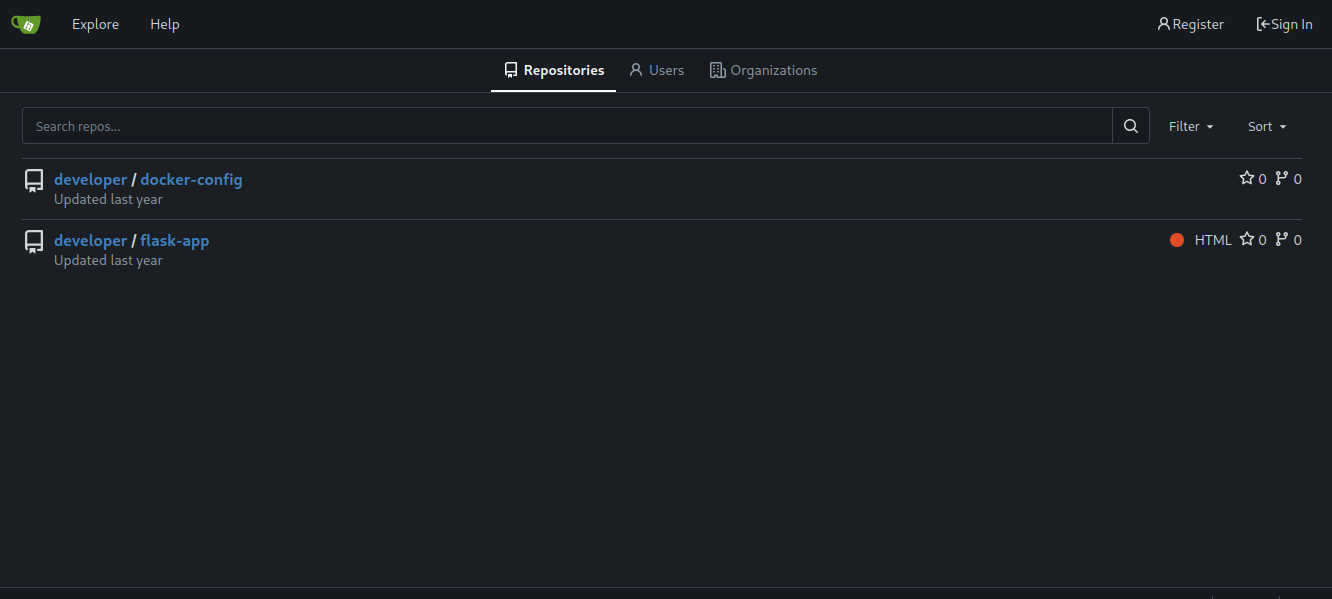 Explore Help Register Sign In
Repositories Users Organizations
Search repos... Filter Sort
developer / docker-config 0 0
Updated last year
developer / flask-app HTML 0 0
Updated last year